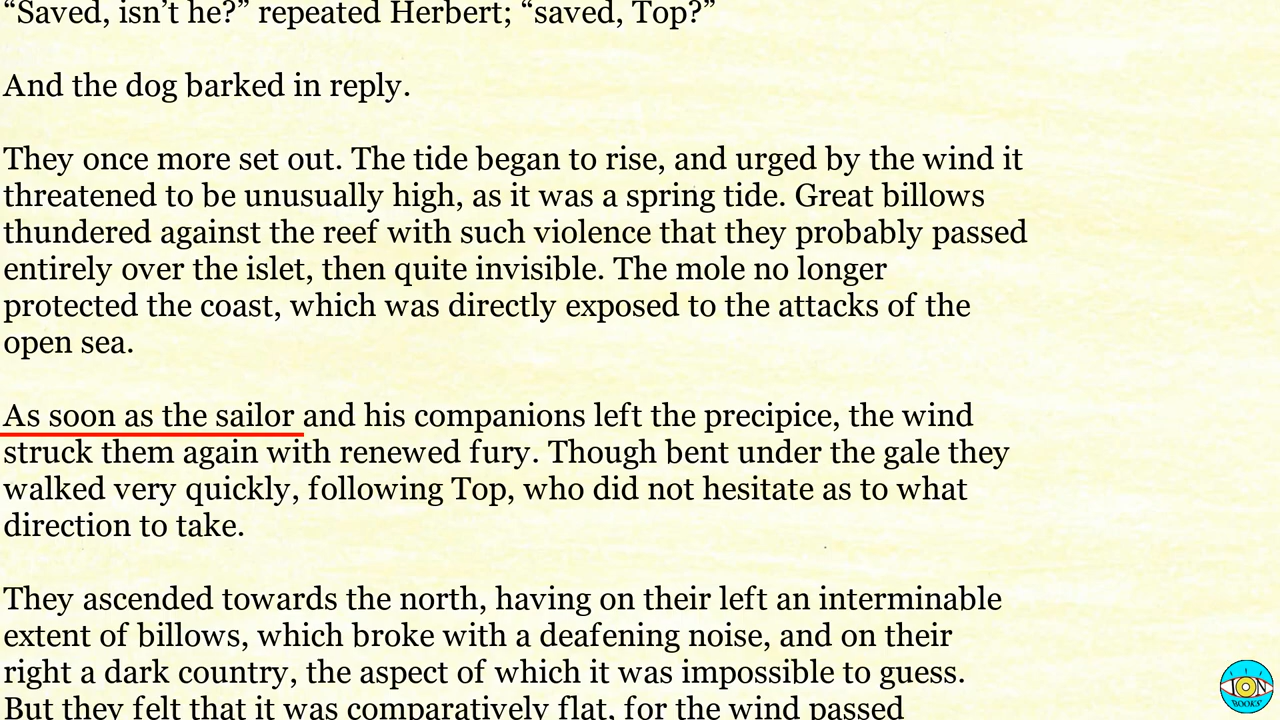 “Saved, isn’t he?” repeated Herbert; “saved, Top?”
And the dog barked in reply.
They once more set out. The tide began to rise, and urged by the wind it
threatened to be unusually high, as it was a spring tide. Great billows
thundered against the reef with such violence that they probably passed
entirely over the islet, then quite invisible. The mole no longer
protected the coast, which was directly exposed to the attacks of the
open sea.
As soon as the sailor and his companions left the precipice, the wind
struck them again with renewed fury. Though bent under the gale they
walked very quickly, following Top, who did not hesitate as to what
direction to take.
They ascended towards the north, having on their left an interminable
extent of billows, which broke with a deafening noise, and on their
right a dark country, the aspect of which it was impossible to guess.
But they felt that it was comparatively flat, for the wind passed
ION
BOOKS